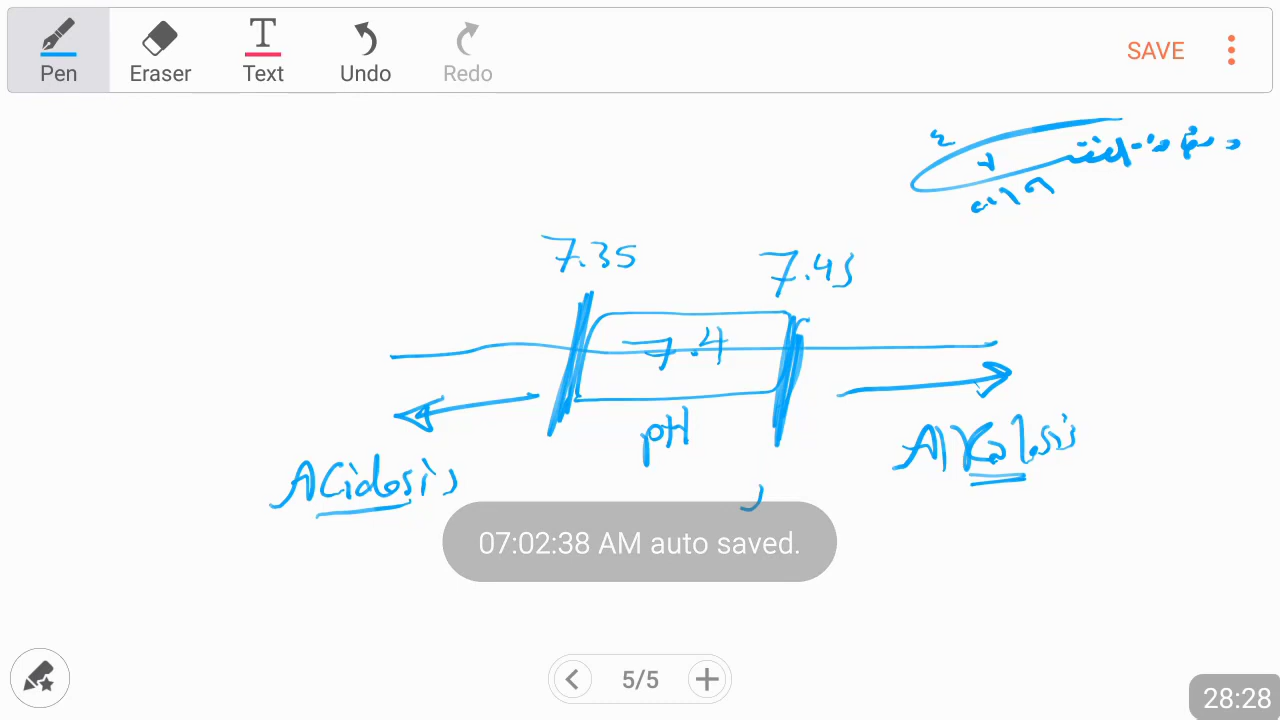 Pen Eraser Text Undo Redo SAVE
7.35 7.45
7.4
pH
Acidosis Alkalosis
07:02:38 AM auto saved.
5/5
28:28